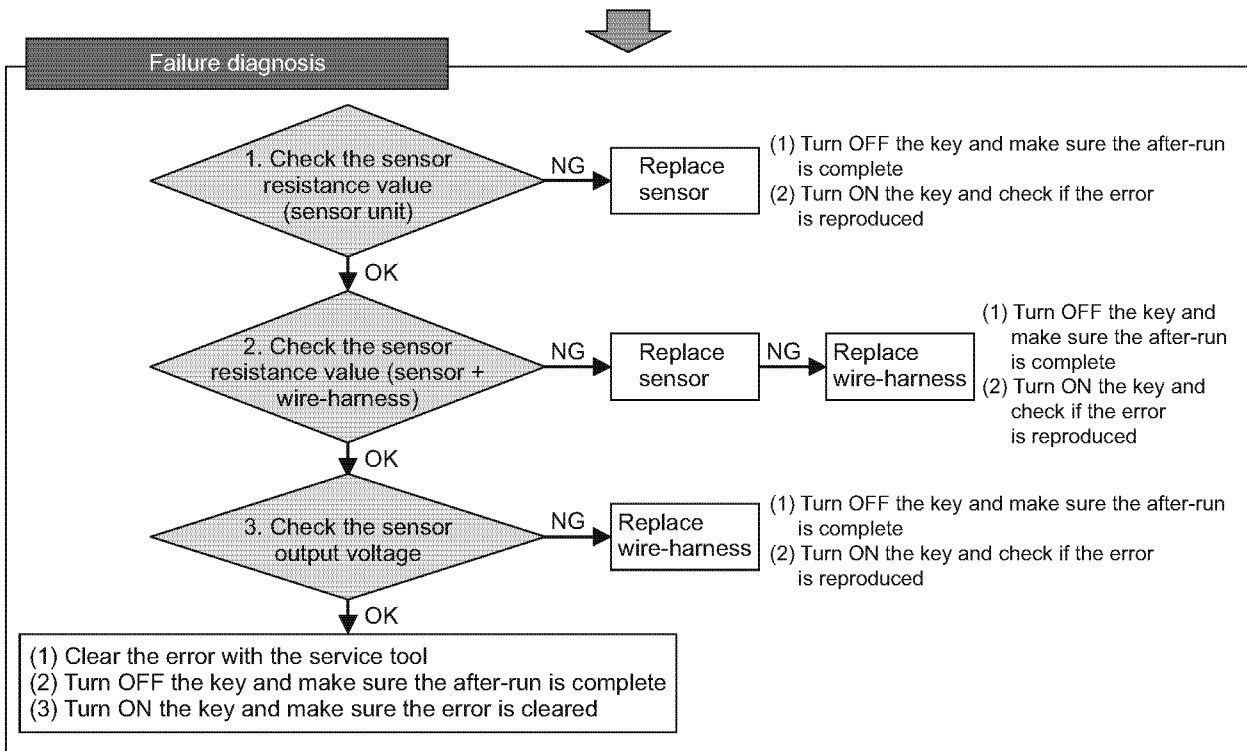 Failure diagnosis
1. Check the sensor
resistance value
(sensor unit)
NG
Replace
sensor
(1) Turn OFF the key and make sure the after-run
is complete
(2) Turn ON the key and check if the error
is reproduced
OK
2. Check the sensor
resistance value (sensor +
wire-harness)
NG
Replace
sensor
NG
Replace
wire-harness
(1) Turn OFF the key and
make sure the after-run
is complete
(2) Turn ON the key and
check if the error
is reproduced
OK
3. Check the sensor
output voltage
NG
Replace
wire-harness
(1) Turn OFF the key and make sure the after-run
is complete
(2) Turn ON the key and check if the error
is reproduced
OK
(1) Clear the error with the service tool
(2) Turn OFF the key and make sure the after-run is complete
(3) Turn ON the key and make sure the error is cleared